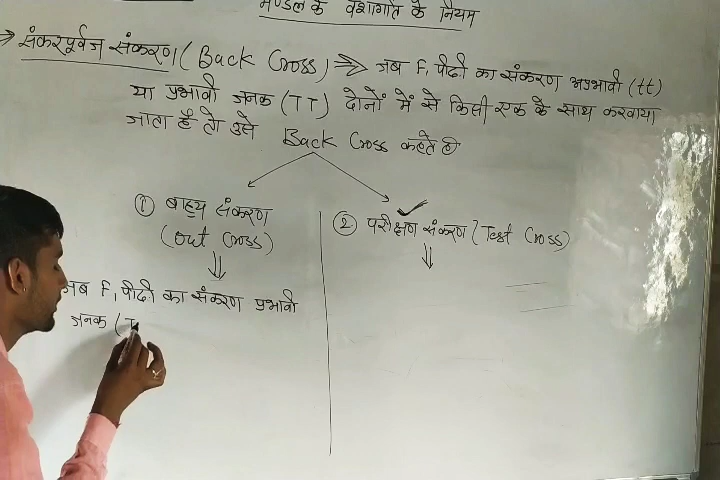 मण्डल के वंशागति के नियम
संकरपूर्वज संकरण (Back Cross) ⇒ जब F₁ पीढी का संकरण अप्रभावी (tt)
या प्रभावी जनक (TT) दोनों में से किसी एक के साथ करवाया
जाता है तो उसे Back Cross कहते है
① बाह्य संकरण
(Out Cross)
② परीक्षण संकरण (Test Cross)
जब F₁ पीढी का संकरण प्रभावी
जनक (T